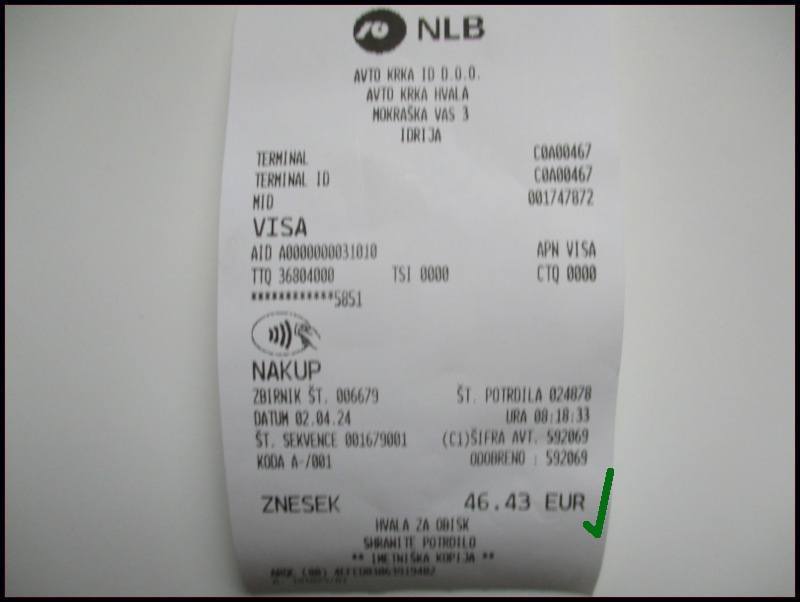 NLB
AVTO KRKA ID D.O.O.
AVTO KRKA HVALA
MOKRAŠKA VAS 3
IDRIJA
TERMINAL C0A00467
TERMINAL ID C0A00467
MID 001747872
VISA
AID A0000000031010 APN VISA
TTQ 36804000 TSI 0000 CTQ 0000
************5851
NAKUP
ZBIRNIK ŠT. 006679 ŠT. POTRDILA 024878
DATUM 02.04.24 URA 08:18:33
ŠT. SEKVENCE 001679001 (C1)ŠIFRA AVT. 592069
KODA A-/001 ODOBRENO : 592069
ZNESEK 46.43 EUR
HVALA ZA OBISK
SHRANITE POTRDILO
** IMETNIŠKA KOPIJA **